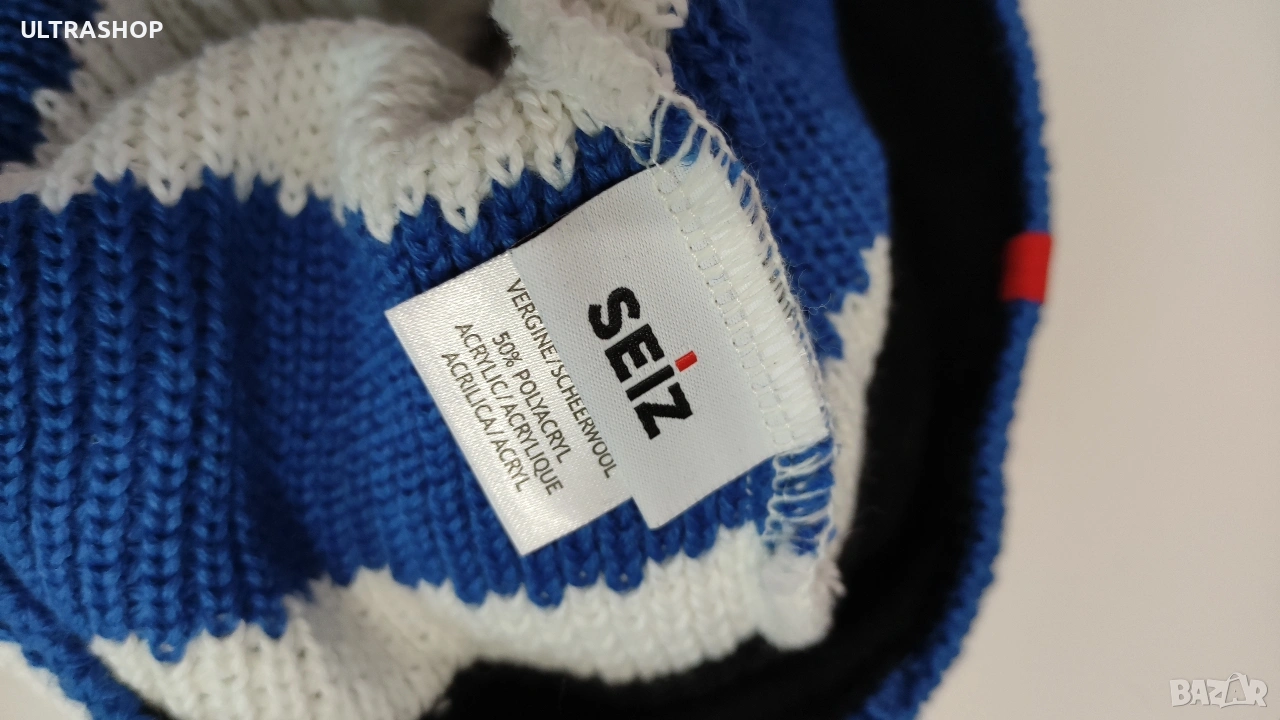 ULTRASHOP
SEiZ
VERGINE/SCHEERWOOL
50% POLYACRYL
ACRYLIC/ACRYLIQUE
ACRILICA/ACRYL
BAZAR